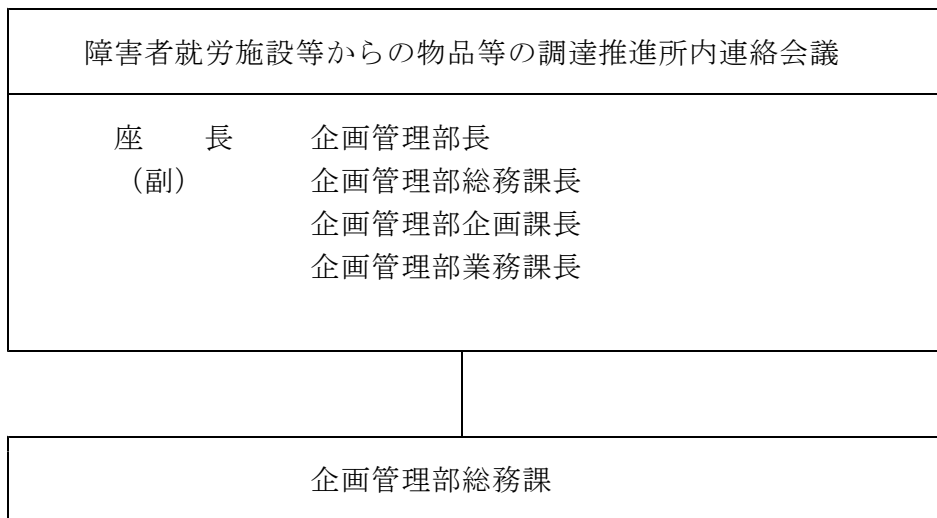 障害者就労施設等からの物品等の調達推進所内連絡会議
座　　長　　企画管理部長
（副）　　企画管理部総務課長
企画管理部企画課長
企画管理部業務課長
企画管理部総務課